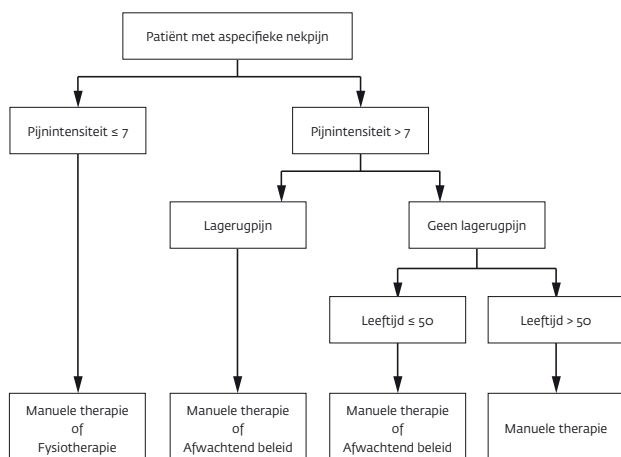 Patiënt met aspecifieke nekpijn
Pijnintensiteit ≤ 7
Pijnintensiteit > 7
Lagerugpijn
Geen lagerugpijn
Leeftijd ≤ 50
Leeftijd > 50
Manuele therapie
of
Fysiotherapie
Manuele therapie
of
Afwachtend beleid
Manuele therapie
of
Afwachtend beleid
Manuele therapie